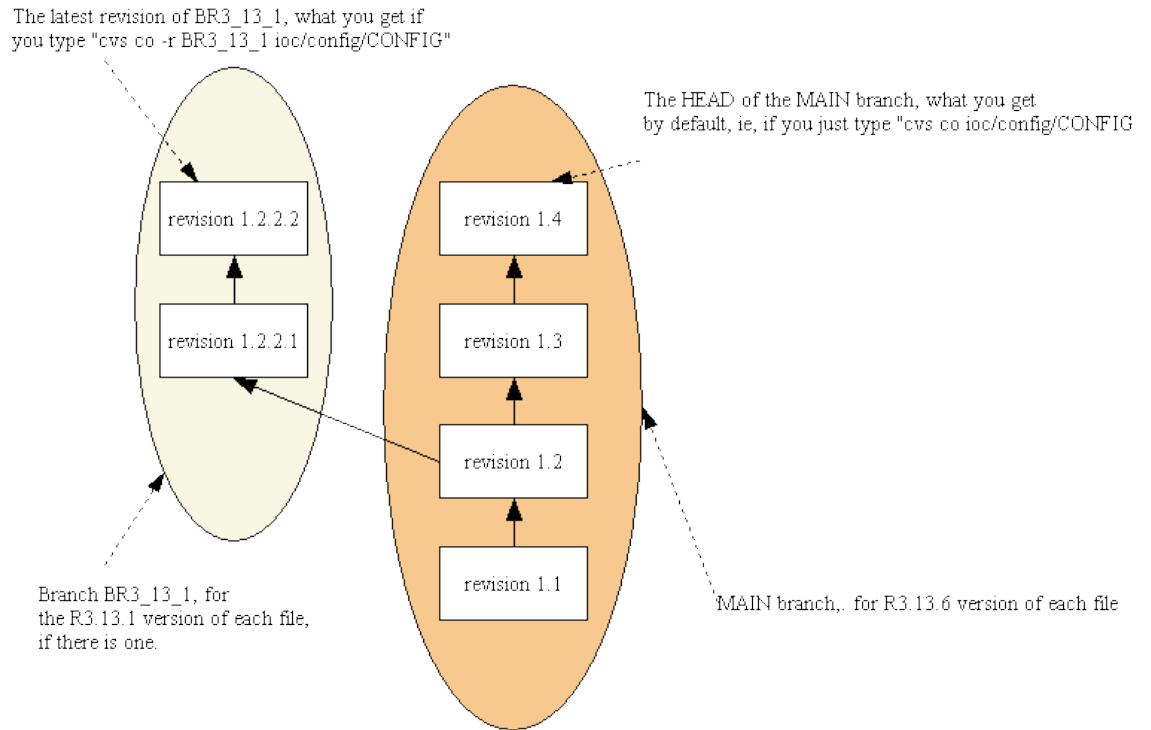 The latest revision of BR3_13_1, what you get if
you type "cvs co -r BR3_13_1 ioc/config/CONFIG"
The HEAD of the MAIN branch, what you get
by default, ie, if you just type "cvs co ioc/config/CONFIG
revision 1.2.2.2
revision 1.4
revision 1.2.2.1
revision 1.3
revision 1.2
revision 1.1
Branch BR3_13_1, for
the R3.13.1 version of each file,
if there is one.
MAIN branch,. for R3.13.6 version of each file